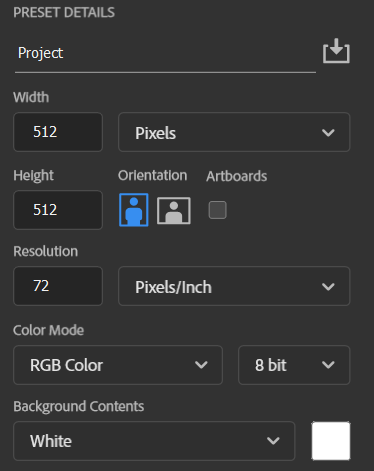 PRESET DETAILS
Project
Width
512 Pixels
Height Orientation Artboards
512
Resolution
72 Pixels/Inch
Color Mode
RGB Color 8 bit
Background Contents
White